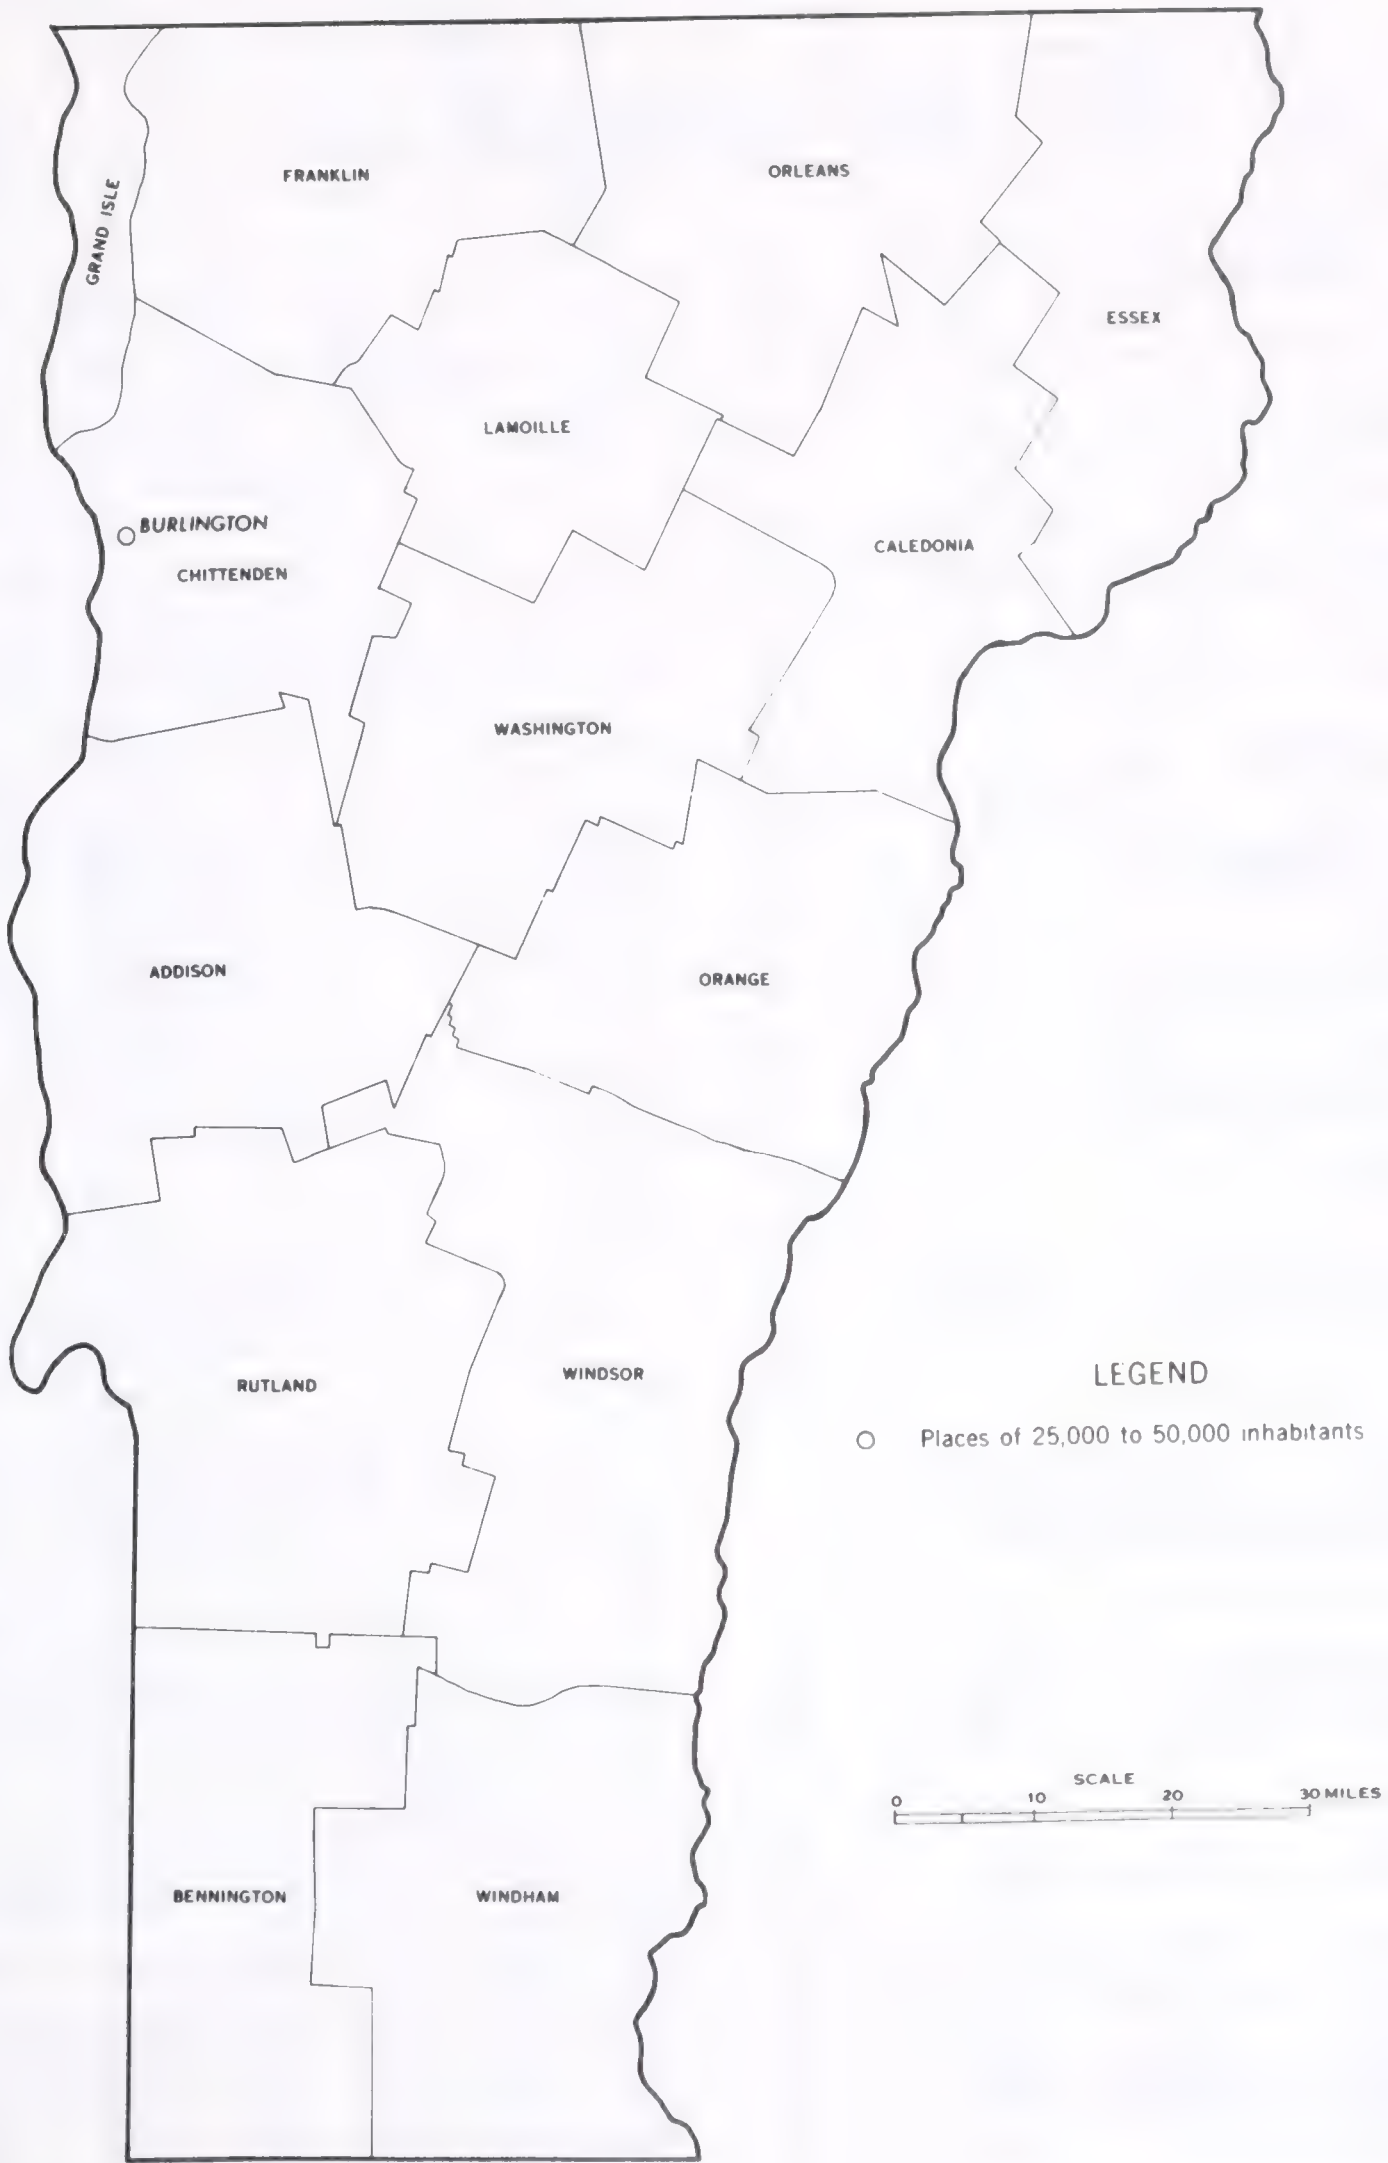 FRANKLIN
ORLEANS
GRAND ISLE
ESSEX
LAMOILLE
BURLINGTON
CHITTENDEN
CALEDONIA
WASHINGTON
ADDISON
ORANGE
RUTLAND
WINDSOR
LEGEND
Places of 25,000 to 50,000 inhabitants
SCALE
0 10 20 30 MILES
BENNINGTON
WINDHAM